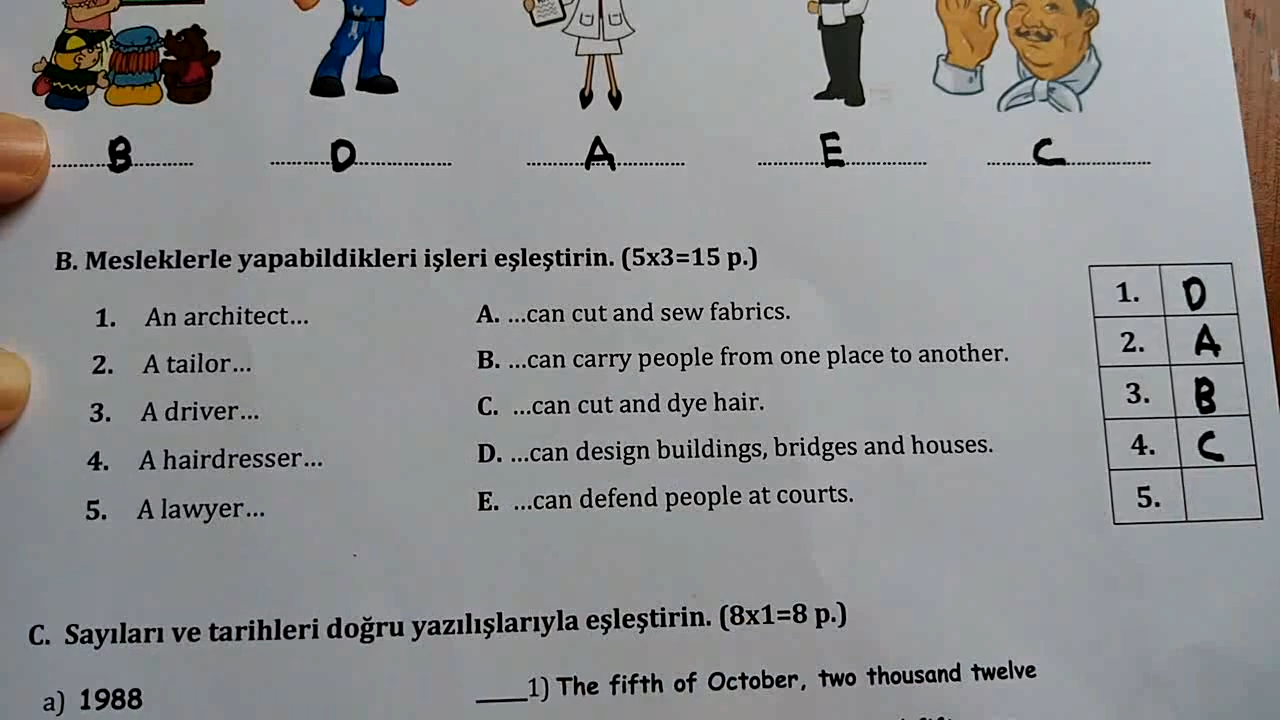 B D A E C
B. Mesleklerle yapabildikleri işleri eşleştirin. (5x3=15 p.)
1. An architect... A. ...can cut and sew fabrics. 1. D
2. A tailor... B. ...can carry people from one place to another. 2. A
3. A driver... C. ...can cut and dye hair. 3. B
4. A hairdresser... D. ...can design buildings, bridges and houses. 4. C
5. A lawyer... E. ...can defend people at courts. 5.
C. Sayıları ve tarihleri doğru yazılışlarıyla eşleştirin. (8x1=8 p.)
a) 1988 ____1) The fifth of October, two thousand twelve